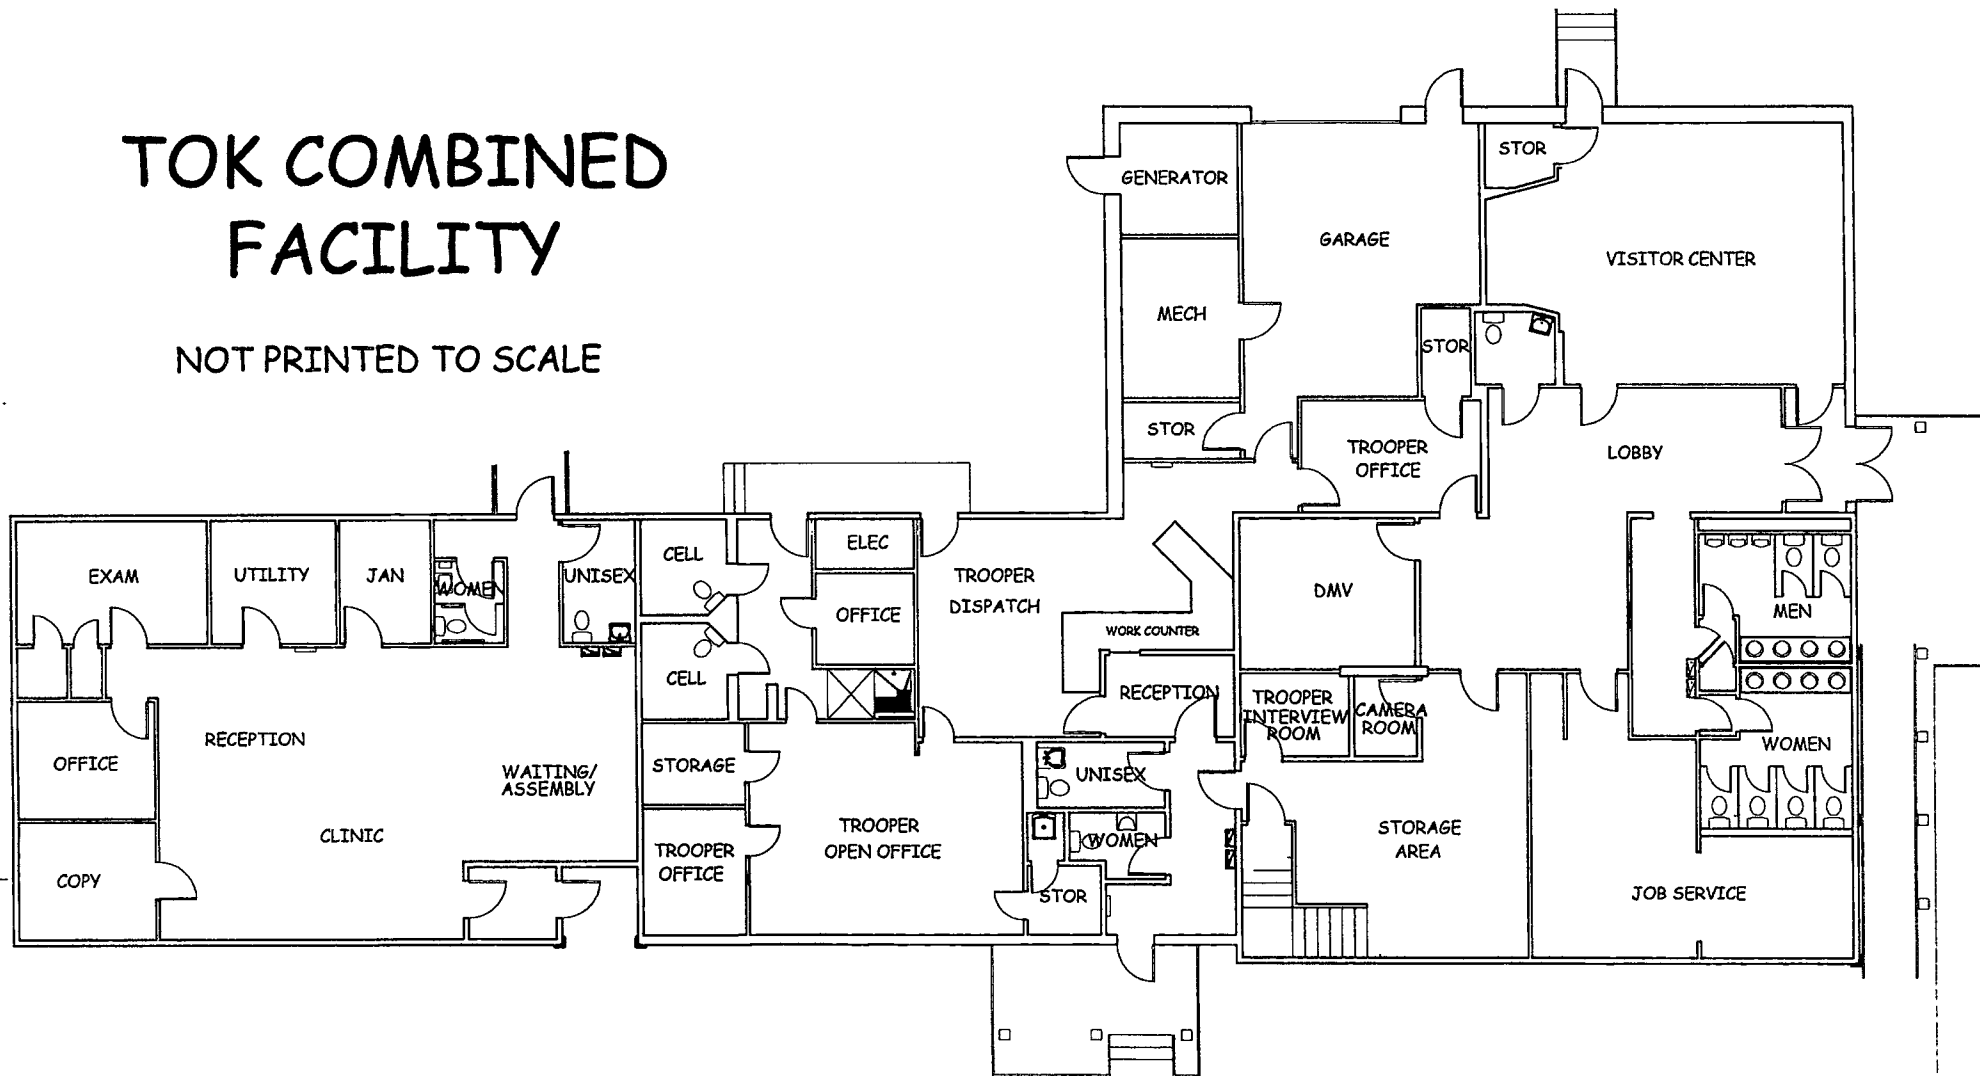 TOK COMBINED
FACILITY
NOT PRINTED TO SCALE
GENERATOR
STOR
GARAGE
VISITOR CENTER
MECH
STOR
STOR
TROOPER
OFFICE
LOBBY
EXAM
UTILITY
JAN
WOMEN
UNISEX
CELL
ELEC
OFFICE
TROOPER
DISPATCH
WORK COUNTER
DMV
MEN
CELL
RECEPTION
TROOPER
INTERVIEW
ROOM
CAMERA
ROOM
OFFICE
RECEPTION
WAITING/
ASSEMBLY
STORAGE
UNISEX
WOMEN
CLINIC
TROOPER
OPEN OFFICE
WOMEN
STORAGE
AREA
TROOPER
OFFICE
COPY
STOR
JOB SERVICE